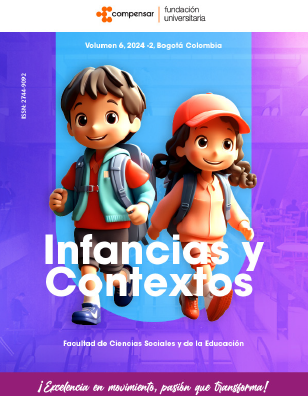 compensar
fundación
universitaria
Volumen 6, 2024 -2, Bogotá Colombia
ISSN: 2744-9092
Infancias y
Contextos
Facultad de Ciencias Sociales y de la Educación
¡Excelencia en movimiento, pasión que transforma!